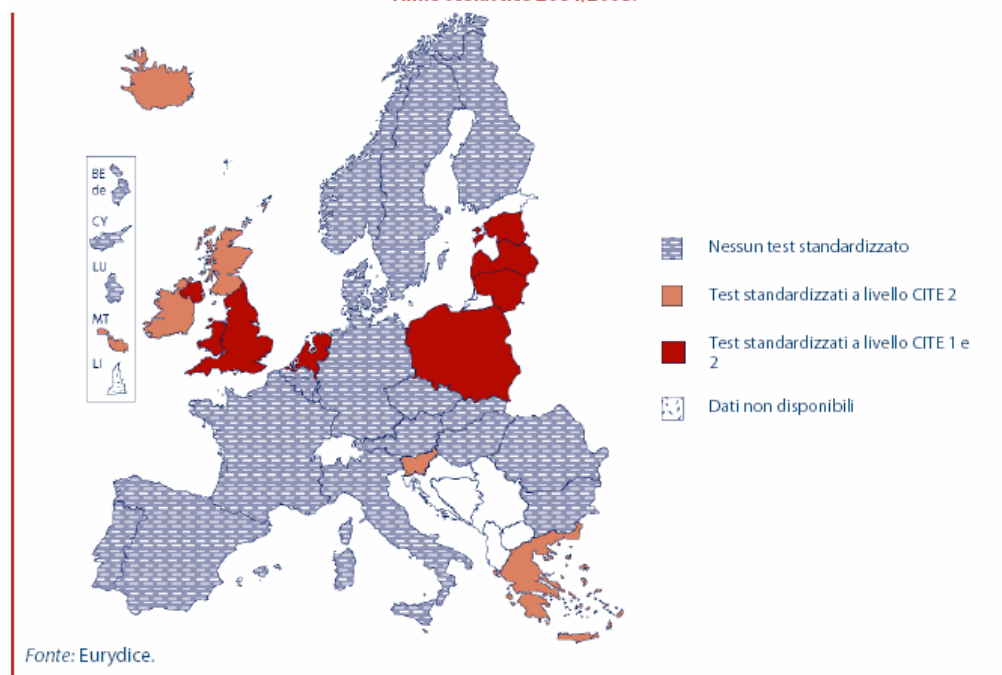 BE
de
CY
LU
MT
LI
Nessun test standardizzato
Test standardizzati a livello CITE 2
Test standardizzati a livello CITE 1 e
2
Dati non disponibili
Fonte: Eurydice.